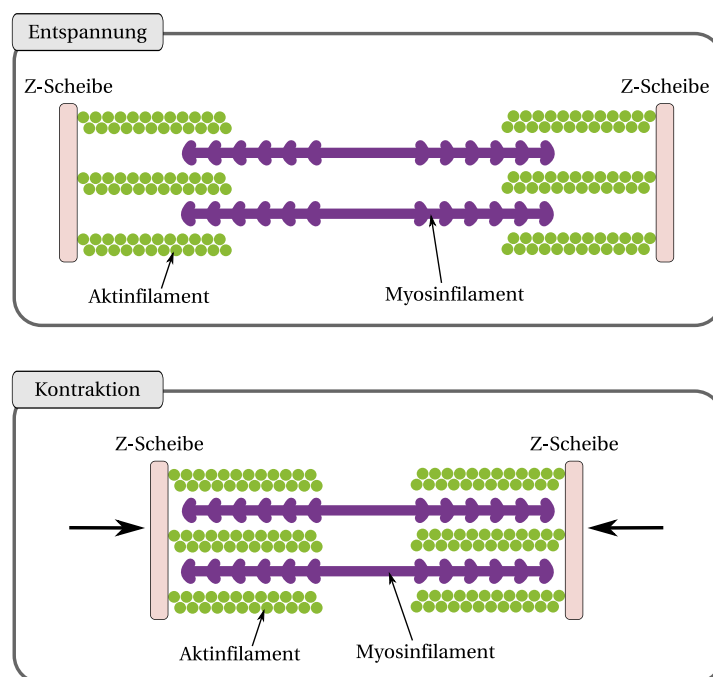 Entspannung
Z-Scheibe
Z-Scheibe
Aktinfilament
Myosinfilament
Kontraktion
Z-Scheibe
Z-Scheibe
Aktinfilament
Myosinfilament